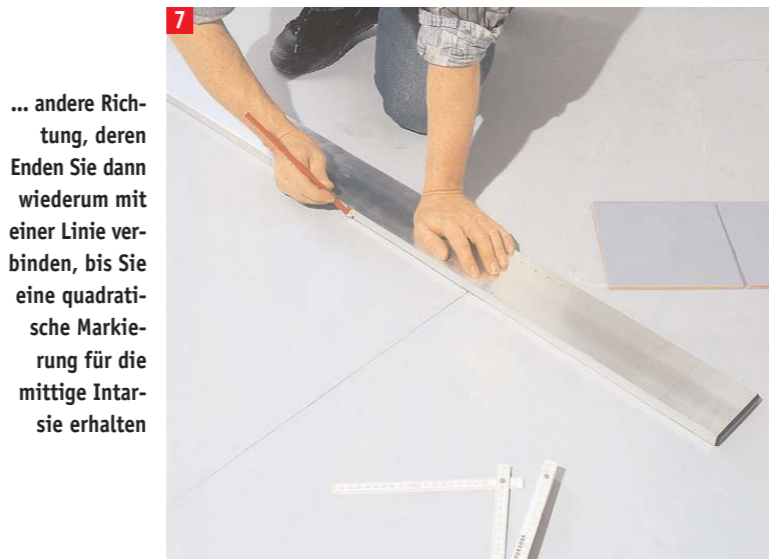 7
... andere Rich-
tung, deren
Enden Sie dann
wiederum mit
einer Linie ver-
binden, bis Sie
eine quadrati-
sche Markie-
rung für die
mittige Intar-
sie erhalten